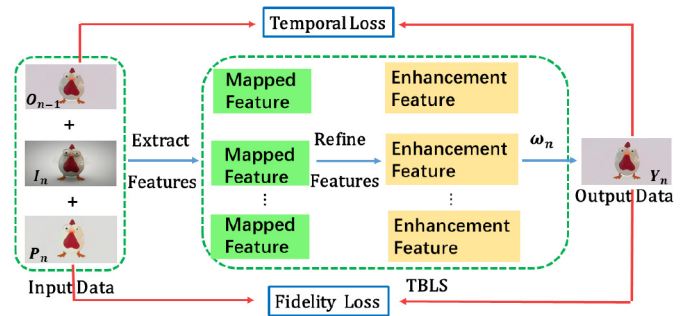 Temporal Loss
O_{n-1}
+
I_n
+
P_n
Input Data
Extract
Features
Mapped
Feature
Mapped
Feature
⋮
Mapped
Feature
Refine
Features
Enhancement
Feature
Enhancement
Feature
⋮
Enhancement
Feature
ω_n
Y_n
Output Data
TBLS
Fidelity Loss